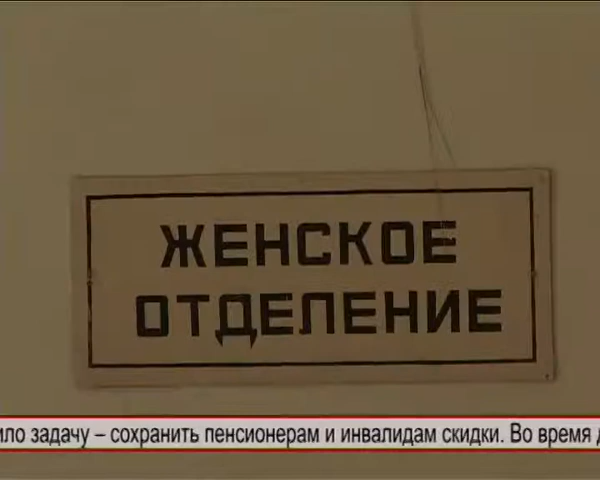 ЖЕНСКОЕ
ОТДЕЛЕНИЕ
задачу – сохранить пенсионерам и инвалидам скидки. Во время